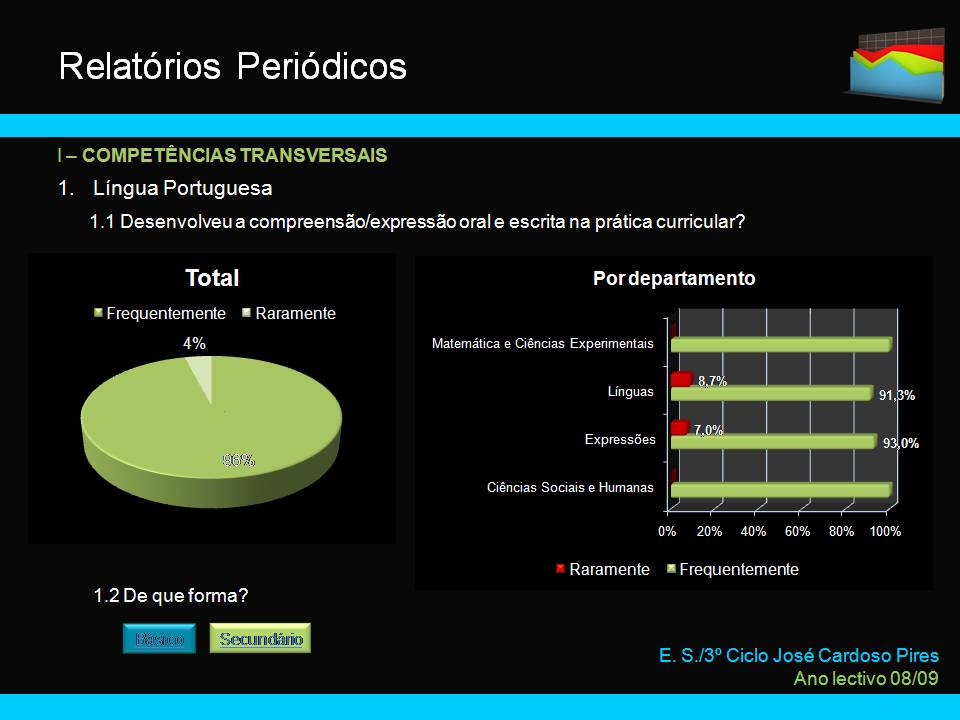 Relatórios Periódicos
I – COMPETÊNCIAS TRANSVERSAIS
1. Língua Portuguesa
1.1 Desenvolveu a compreensão/expressão oral e escrita na prática curricular?
Total
Frequentemente Raramente
4%
96%
Por departamento
Matemática e Ciências Experimentais
Línguas
8,7%
91,3%
Expressões
7,0%
93,0%
Ciências Sociais e Humanas
0% 20% 40% 60% 80% 100%
Raramente Frequentemente
1.2 De que forma?
Básico Secundário
E. S./3º Ciclo José Cardoso Pires
Ano lectivo 08/09